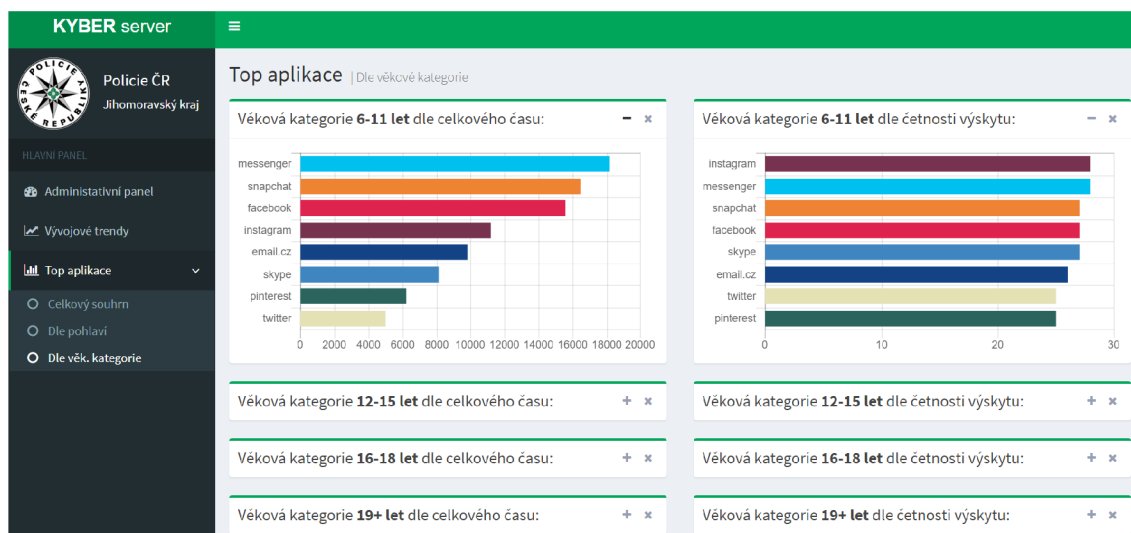 KYBER server
POLICIE ČESKÉ REPUBLIKY
Policie ČR
Jihomoravský kraj
HLAVNÍ PANEL
Administativní panel
Vývojové trendy
Top aplikace
Celkový souhrn
Dle pohlaví
Dle věk. kategorie
Top aplikace | Dle věkové kategorie
Věková kategorie 6-11 let dle celkového času:
messenger
snapchat
facebook
instagram
email.cz
skype
pinterest
twitter
0 2000 4000 6000 8000 10000 12000 14000 16000 18000 20000
Věková kategorie 6-11 let dle četnosti výskytu:
instagram
messenger
snapchat
facebook
skype
email.cz
twitter
pinterest
0 10 20 30
Věková kategorie 12-15 let dle celkového času:
Věková kategorie 12-15 let dle četnosti výskytu:
Věková kategorie 16-18 let dle celkového času:
Věková kategorie 16-18 let dle četnosti výskytu:
Věková kategorie 19+ let dle celkového času:
Věková kategorie 19+ let dle četnosti výskytu: